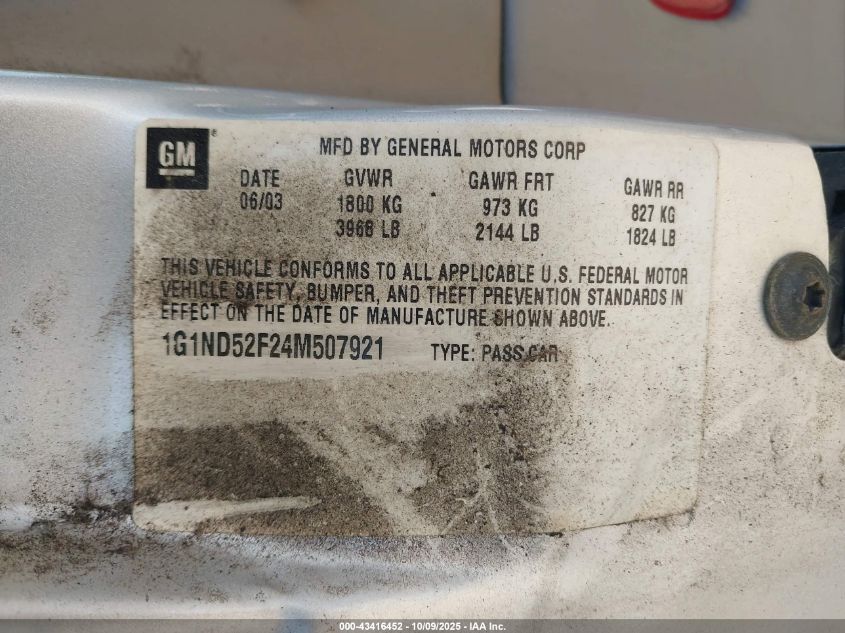 GM
MFD BY GENERAL MOTORS CORP
DATE GVWR GAWR FRT GAWR RR
06/03 1800 KG 973 KG 827 KG
3968 LB 2144 LB 1824 LB
THIS VEHICLE CONFORMS TO ALL APPLICABLE U.S. FEDERAL MOTOR
VEHICLE SAFETY, BUMPER, AND THEFT PREVENTION STANDARDS IN
EFFECT ON THE DATE OF MANUFACTURE SHOWN ABOVE.
1G1ND52F24M507921 TYPE: PASS CAR
000-43416452 - 10/09/2025 - IAA Inc.